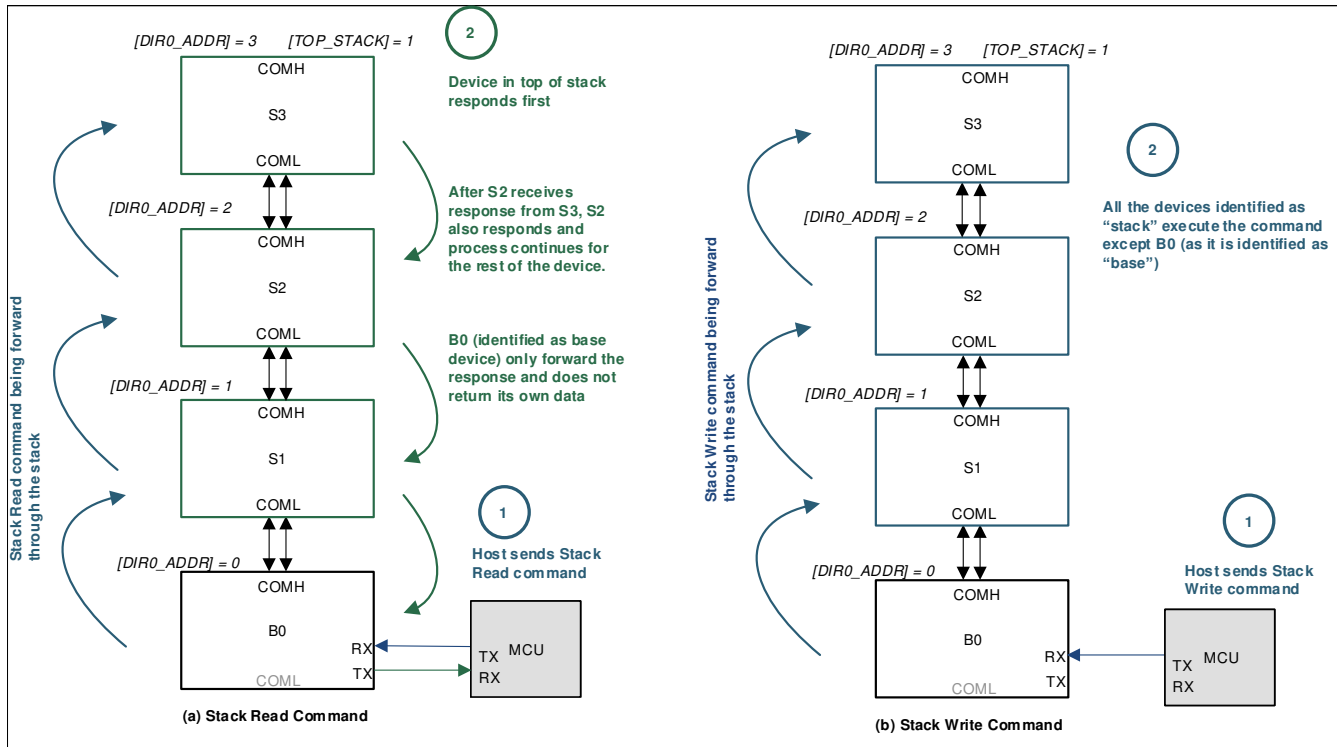 [DIR0_ADDR] = 3
[TOP_STACK] = 1
COMH
S3
COML
2
Device in top of stack
responds first
[DIR0_ADDR] = 2
After S2 receives
response from S3, S2
also responds and
process continues for
the rest of the device.
COMH
S2
COML
[DIR0_ADDR] = 1
B0 (identified as base
device) only forward the
response and does not
return its own data
COMH
S1
COML
[DIR0_ADDR] = 0
1
Host sends Stack
Read command
COMH
B0
RX
TX
COML
TX
MCU
RX
Stack Read command being forward
through the stack
(a) Stack Read Command
[DIR0_ADDR] = 3
[TOP_STACK] = 1
COMH
S3
COML
2
All the devices identified as
“stack” execute the command
except B0 (as it is identified as
“base”)
[DIR0_ADDR] = 2
COMH
S2
COML
[DIR0_ADDR] = 1
COMH
S1
COML
[DIR0_ADDR] = 0
1
Host sends Stack
Write command
COMH
B0
RX
TX
COML
TX
MCU
RX
Stack Write command being forward
through the stack
(b) Stack Write Command